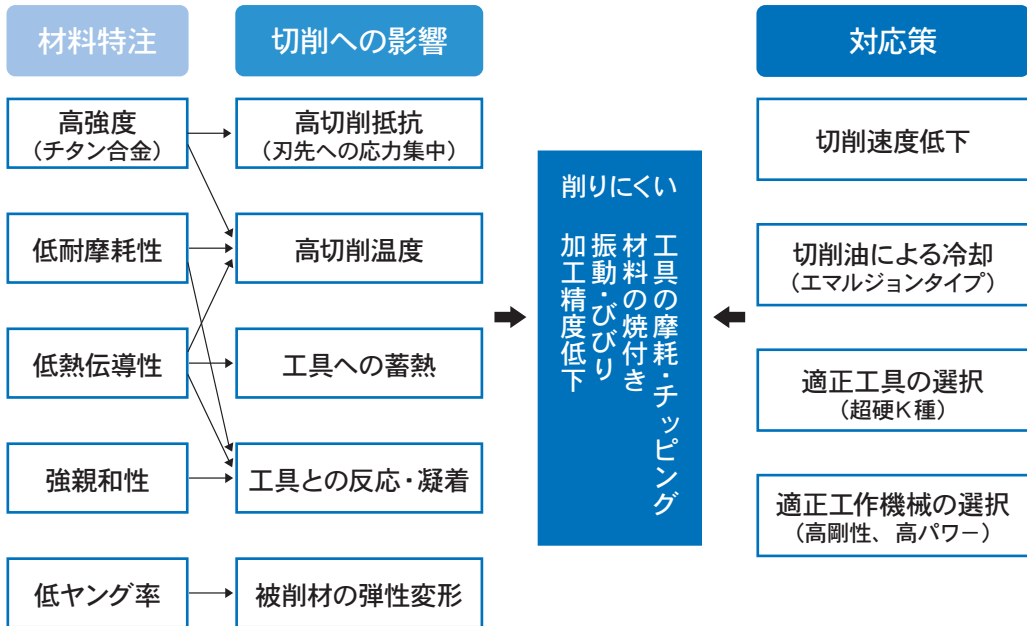 材料特注
切削への影響
対応策
高強度
（チタン合金）
高切削抵抗
（刃先への応力集中）
低耐摩耗性
高切削温度
低熱伝導性
工具への蓄熱
強親和性
工具との反応・凝着
低ヤング率
被削材の弾性変形
削りにくい
工具の摩耗・チッピング
材料の焼付き
振動・びびり
加工精度低下
切削速度低下
切削油による冷却
（エマルジョンタイプ）
適正工具の選択
（超硬K種）
適正工作機械の選択
（高剛性、高パワー）